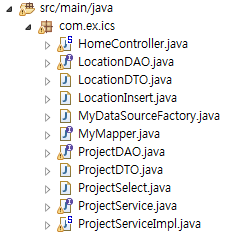 src/main/java
com.ex.ics
HomeController.java
LocationDAO.java
LocationDTO.java
LocationInsert.java
MyDataSourceFactory.java
MyMapper.java
ProjectDAO.java
ProjectDTO.java
ProjectSelect.java
ProjectService.java
ProjectServiceImpl.java